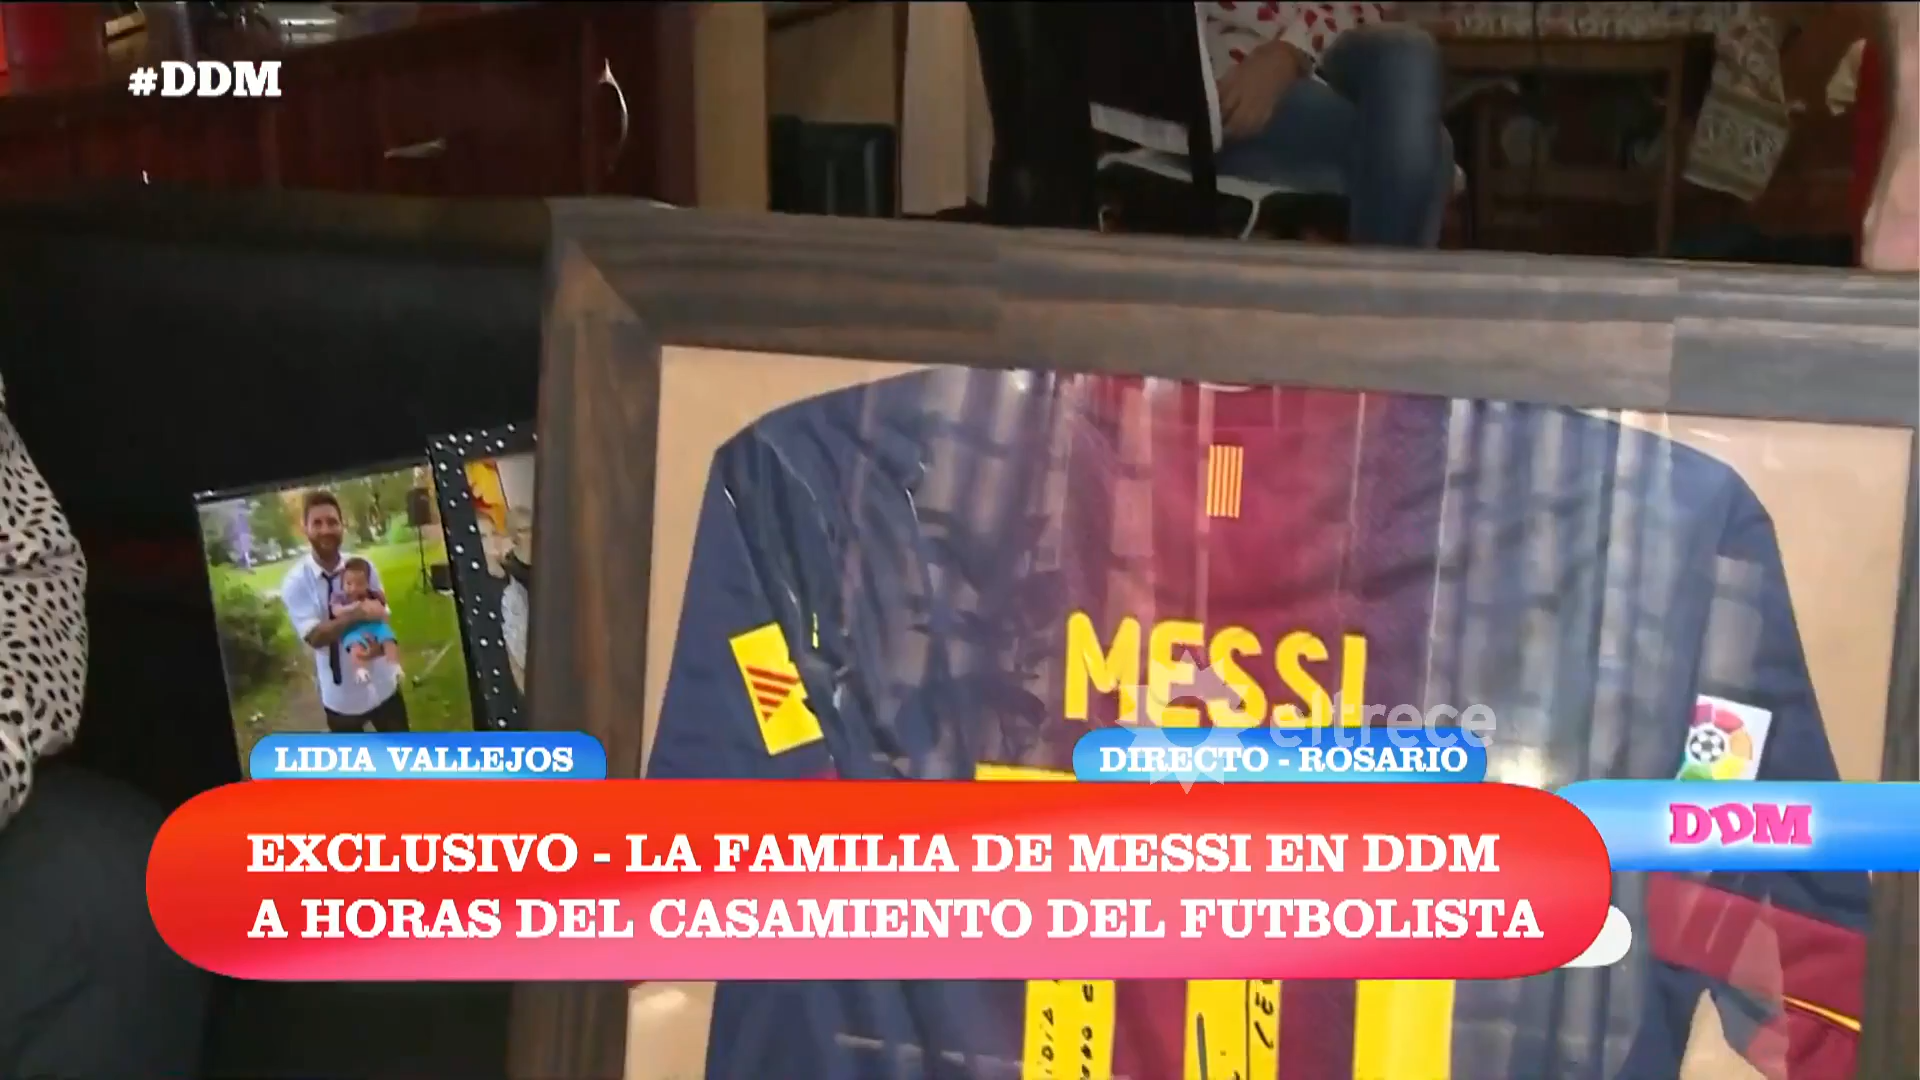 #DDM
MESSI
eltrece
LIDIA VALLEJOS
DIRECTO - ROSARIO
DDM
EXCLUSIVO - LA FAMILIA DE MESSI EN DDM
A HORAS DEL CASAMIENTO DEL FUTBOLISTA